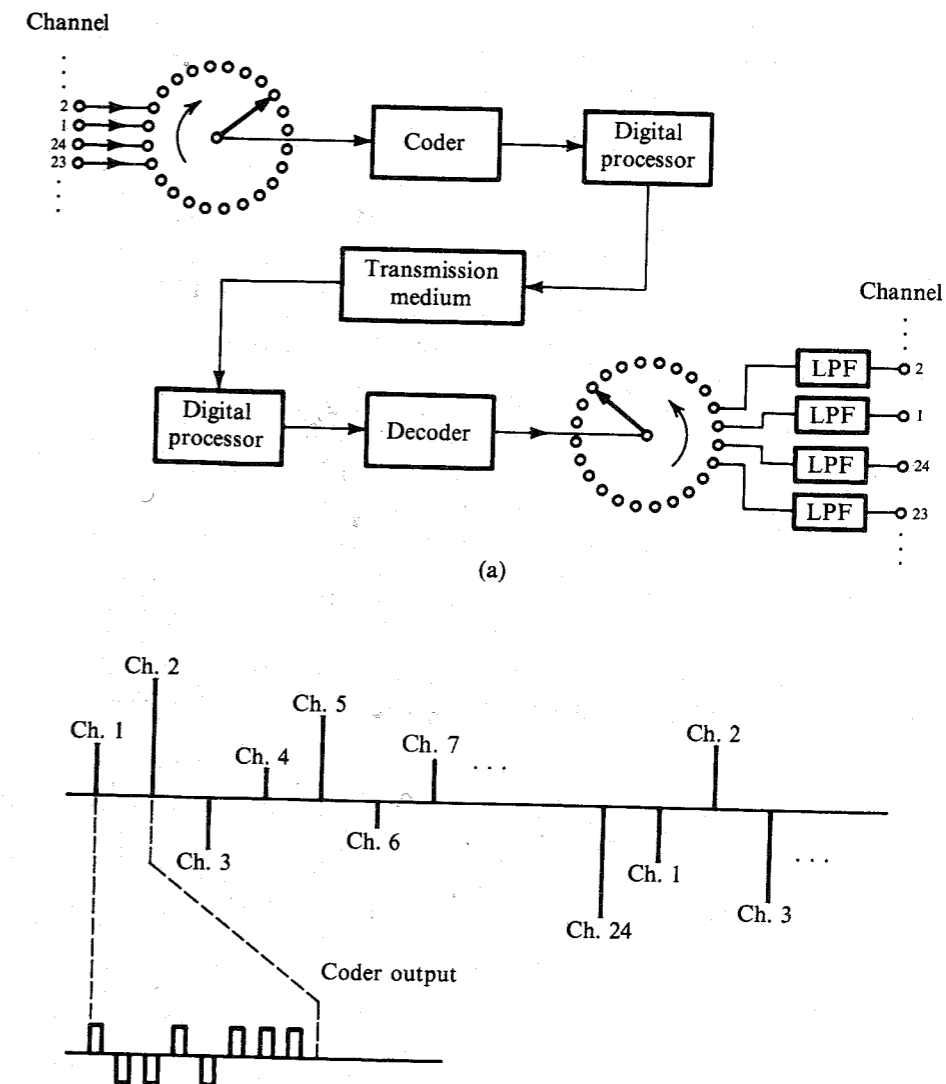 Channel
2
1
24
23
Coder
Digital
processor
Transmission
medium
Channel
Digital
processor
Decoder
LPF
2
LPF
1
LPF
24
LPF
23
(a)
Ch. 1
Ch. 2
Ch. 3
Ch. 4
Ch. 5
Ch. 6
Ch. 7
. . .
Ch. 24
Ch. 1
Ch. 2
Ch. 3
. . .
Coder output